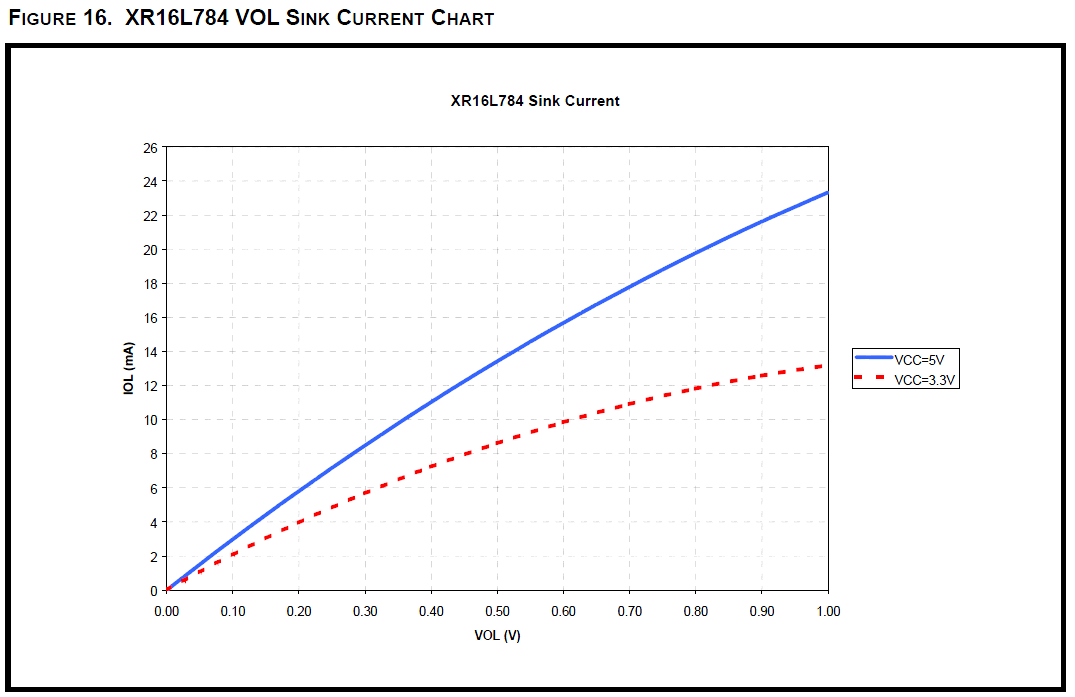 FIGURE 16. XR16L784 VOL SINK CURRENT CHART
XR16L784 Sink Current
26
24
22
20
18
16
14
12
10
8
6
4
2
0
IOL (mA)
0.00 0.10 0.20 0.30 0.40 0.50 0.60 0.70 0.80 0.90 1.00
VOL (V)
VCC=5V
VCC=3.3V